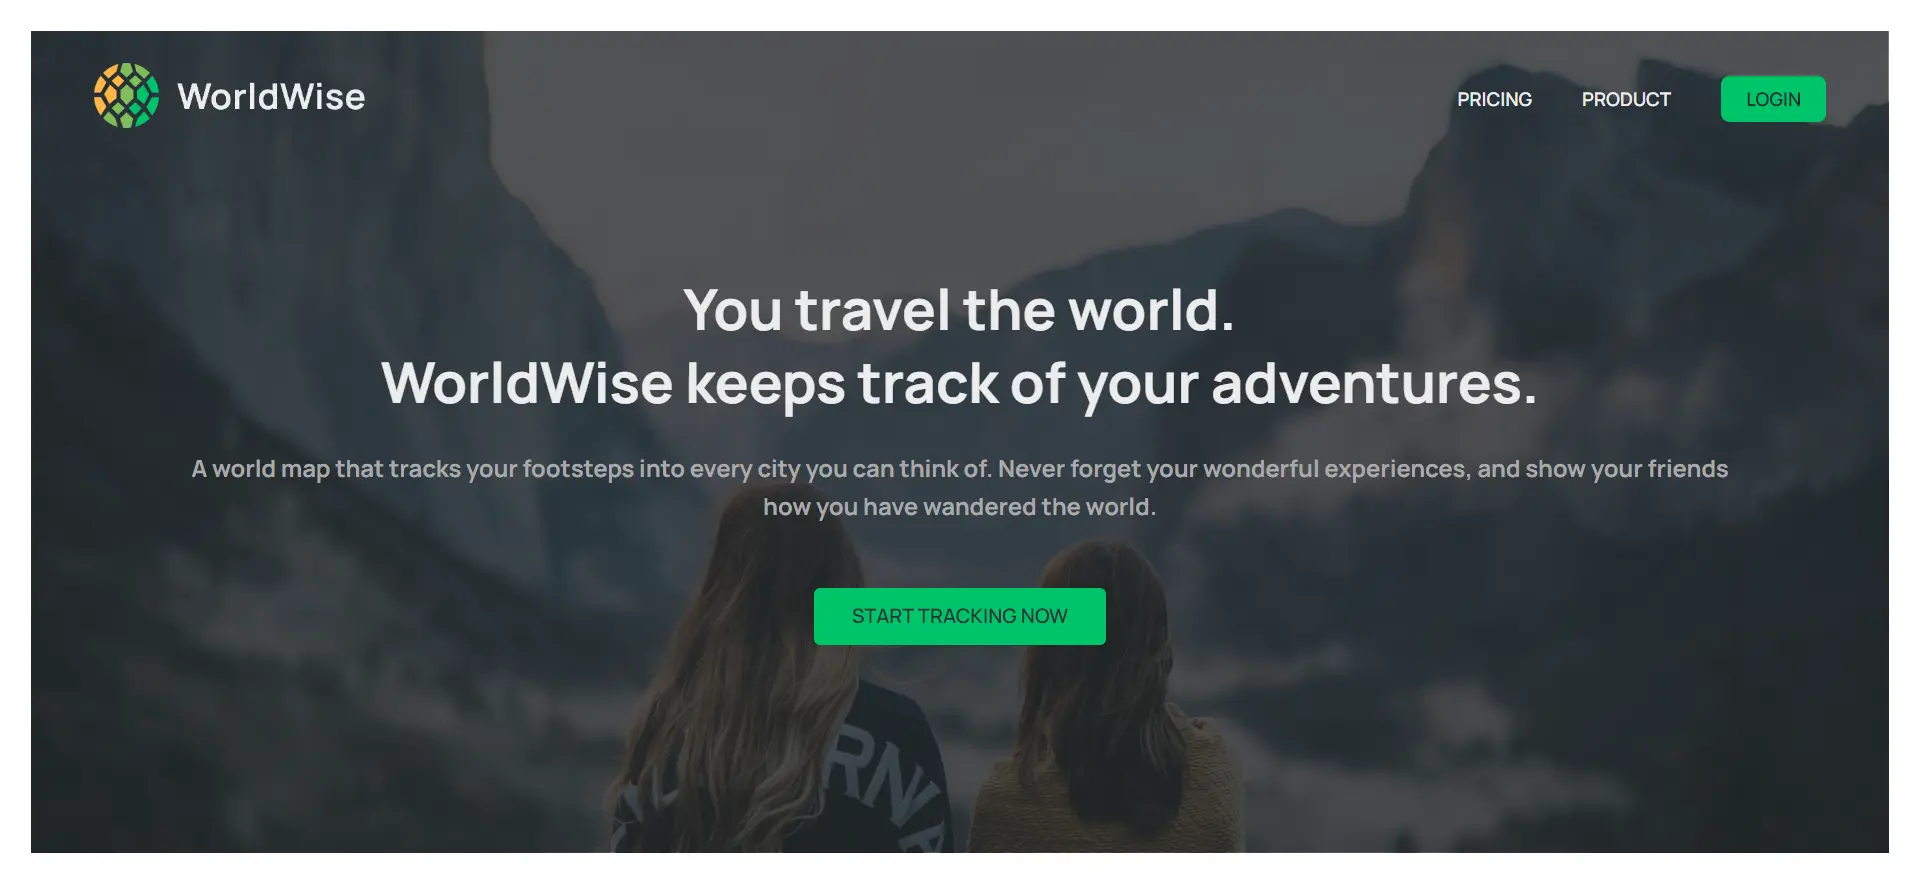 WorldWise
PRICING
PRODUCT
LOGIN
You travel the world.
WorldWise keeps track of your adventures.
A world map that tracks your footsteps into every city you can think of. Never forget your wonderful experiences, and show your friends
how you have wandered the world.
START TRACKING NOW